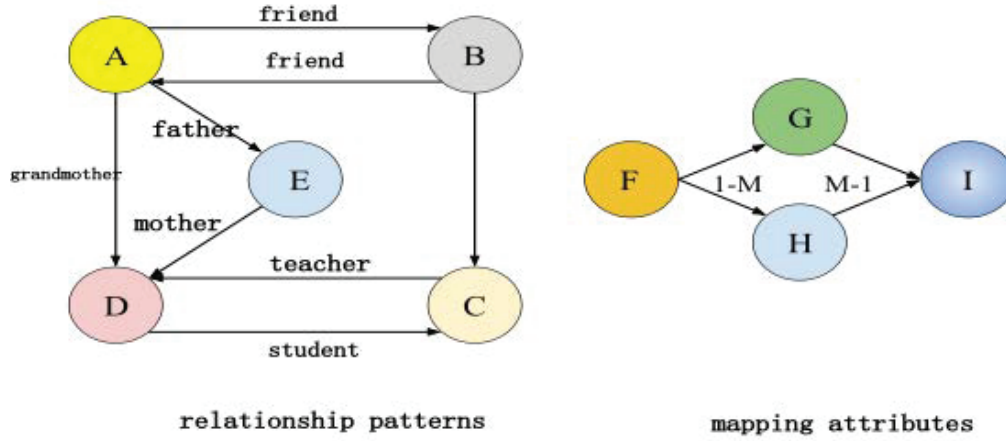 friend
A
B
friend
father
grandmother
E
mother
teacher
D
C
student
relationship patterns
G
F
1-M
M-1
I
H
mapping attributes